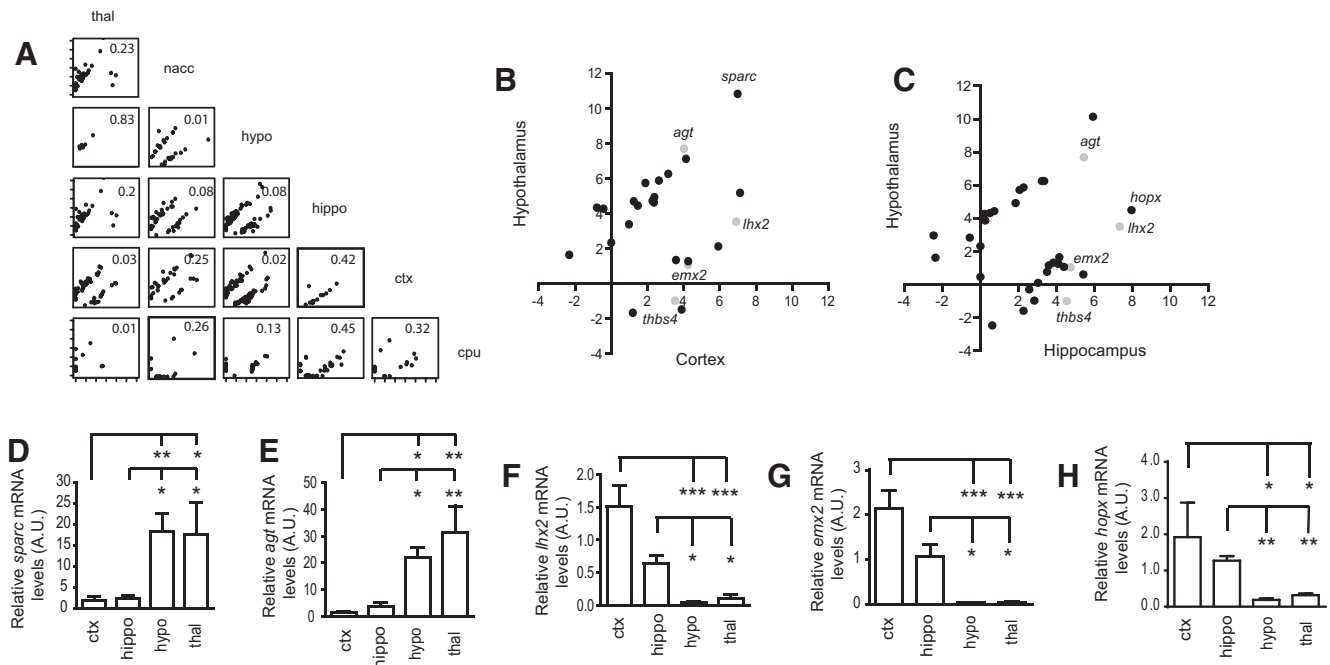 thal
A
0.23
nacc
0.83
0.01
hypo
0.2
0.08
0.08
hippo
0.03
0.25
0.02
0.42
ctx
0.01
0.26
0.13
0.45
0.32
cpu
B
Hypothalamus
12
10
8
6
4
2
-2
-4
-4
-2
0
2
4
6
8
10
12
sparc
agt
lhx2
emx2
thbs4
Cortex
C
Hypothalamus
12
10
8
6
4
2
-2
-4
-4
-2
0
2
4
6
8
10
12
agt
hopx
lhx2
emx2
thbs4
Hippocampus
D
Relative sparc mRNA
levels (A.U.)
30
25
20
15
10
5
0
** *
* *
ctx
hippo
hypo
thal
E
Relative agt mRNA
levels (A.U.)
50
40
30
20
10
0
* **
* **
ctx
hippo
hypo
thal
F
Relative lhx2 mRNA
levels (A.U.)
2.0
1.5
1.0
0.5
0.0
*** ***
* *
ctx
hippo
hypo
thal
G
Relative emx2 mRNA
levels (A.U.)
3
2
1
0
*** ***
* *
ctx
hippo
hypo
thal
H
Relative hopx mRNA
levels (A.U.)
4.0
3.0
2.0
1.0
0.0
* *
** **
ctx
hippo
hypo
thal